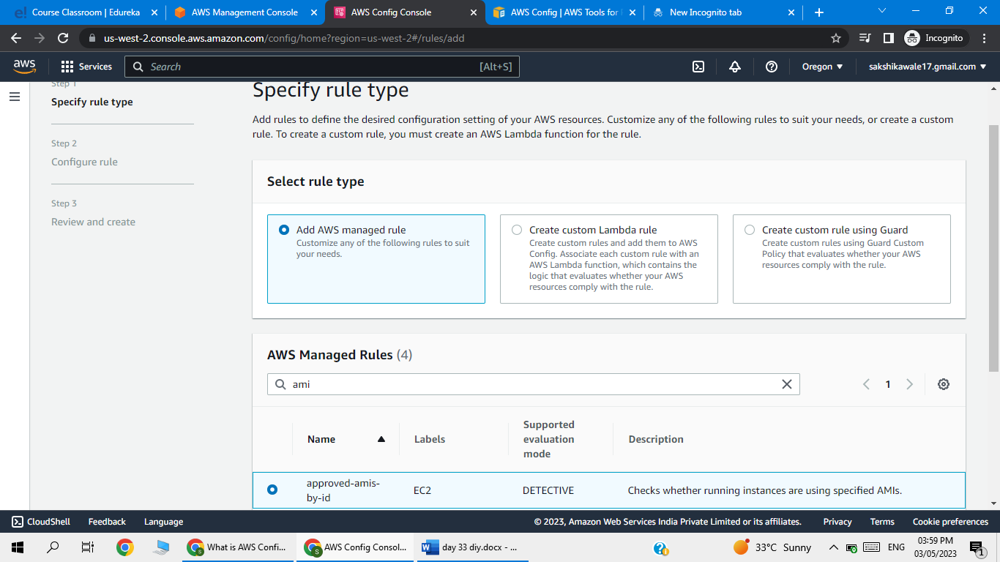 Course Classroom | Edureka
AWS Management Console
AWS Config Console
AWS Config | AWS Tools for
New Incognito tab
us-west-2.console.aws.amazon.com/config/home?region=us-west-2#/rules/add
Incognito
aws
Services
Search
[Alt+S]
Oregon
sakshikawale17.gmail.com
Step 1
Specify rule type
Step 2
Configure rule
Step 3
Review and create
Specify rule type
Add rules to define the desired configuration setting of your AWS resources. Customize any of the following rules to suit your needs, or create a custom
rule. To create a custom rule, you must create an AWS Lambda function for the rule.
Select rule type
Add AWS managed rule
Customize any of the following rules to suit
your needs.
Create custom Lambda rule
Create custom rules and add them to AWS
Config. Associate each custom rule with an
AWS Lambda function, which contains the
logic that evaluates whether your AWS
resources comply with the rule.
Create custom rule using Guard
Create custom rules using Guard Custom
Policy that evaluates whether your AWS
resources comply with the rule.
AWS Managed Rules (4)
ami
1
Name
Labels
Supported
evaluation
mode
Description
approved-amis-
by-id
EC2
DETECTIVE
Checks whether running instances are using specified AMIs.
CloudShell
Feedback
Language
© 2023, Amazon Web Services India Private Limited or its affiliates.
Privacy
Terms
Cookie preferences
What is AWS Confi...
AWS Config Consol...
day 33 diy.docx - ...
33°C Sunny
ENG
03:59 PM
03/05/2023
1